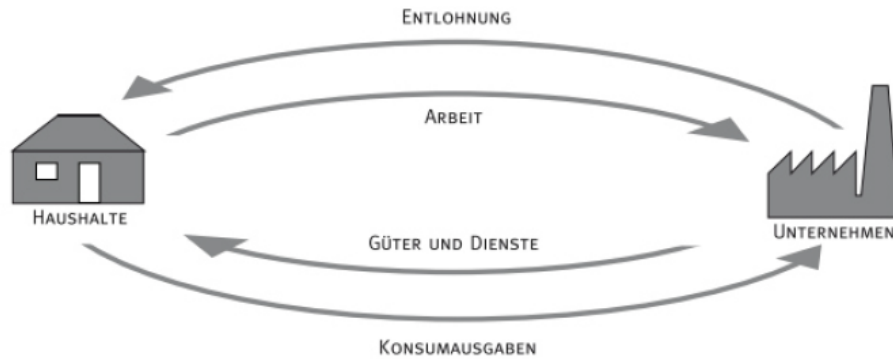 ENTLOHNUNG
ARBEIT
HAUSHALTE
GÜTER UND DIENSTE
UNTERNEHMEN
KONSUMAUSGABEN